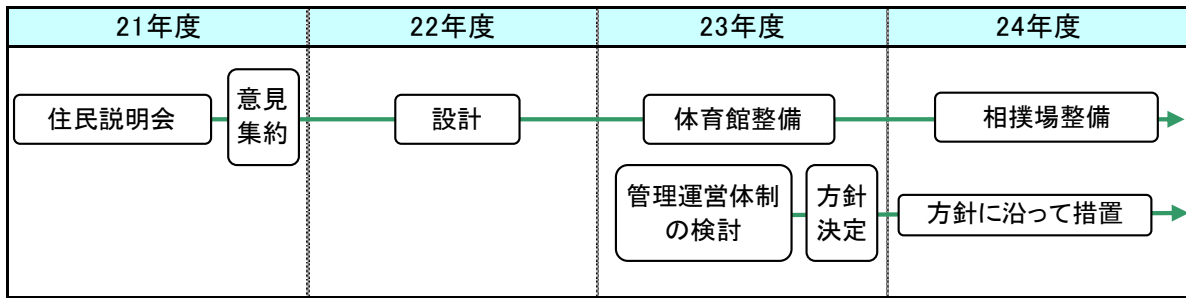 21年度
22年度
23年度
24年度
住民説明会
意見
集約
設計
体育館整備
相撲場整備
管理運営体制
の検討
方針
決定
方針に沿って措置